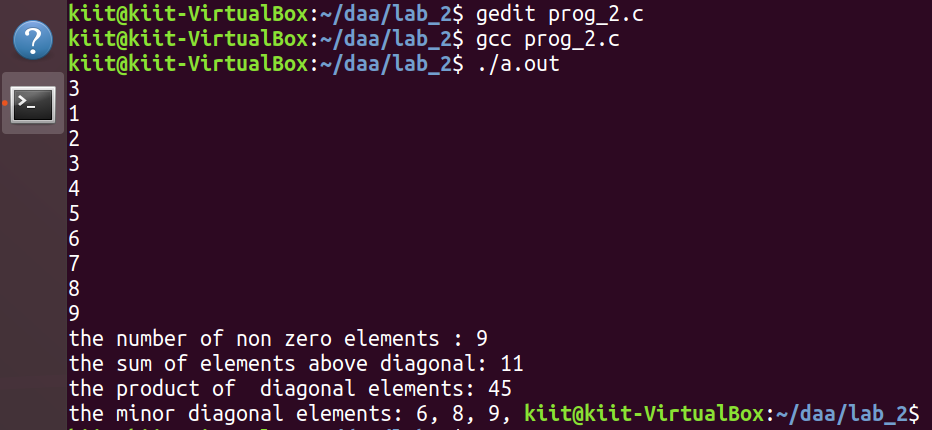 kiit@kiit-VirtualBox:~/daa/lab_2$ gedit prog_2.c
kiit@kiit-VirtualBox:~/daa/lab_2$ gcc prog_2.c
kiit@kiit-VirtualBox:~/daa/lab_2$ ./a.out
3
1
2
3
4
5
6
7
8
9
the number of non zero elements : 9
the sum of elements above diagonal: 11
the product of  diagonal elements: 45
the minor diagonal elements: 6, 8, 9, kiit@kiit-VirtualBox:~/daa/lab_2$